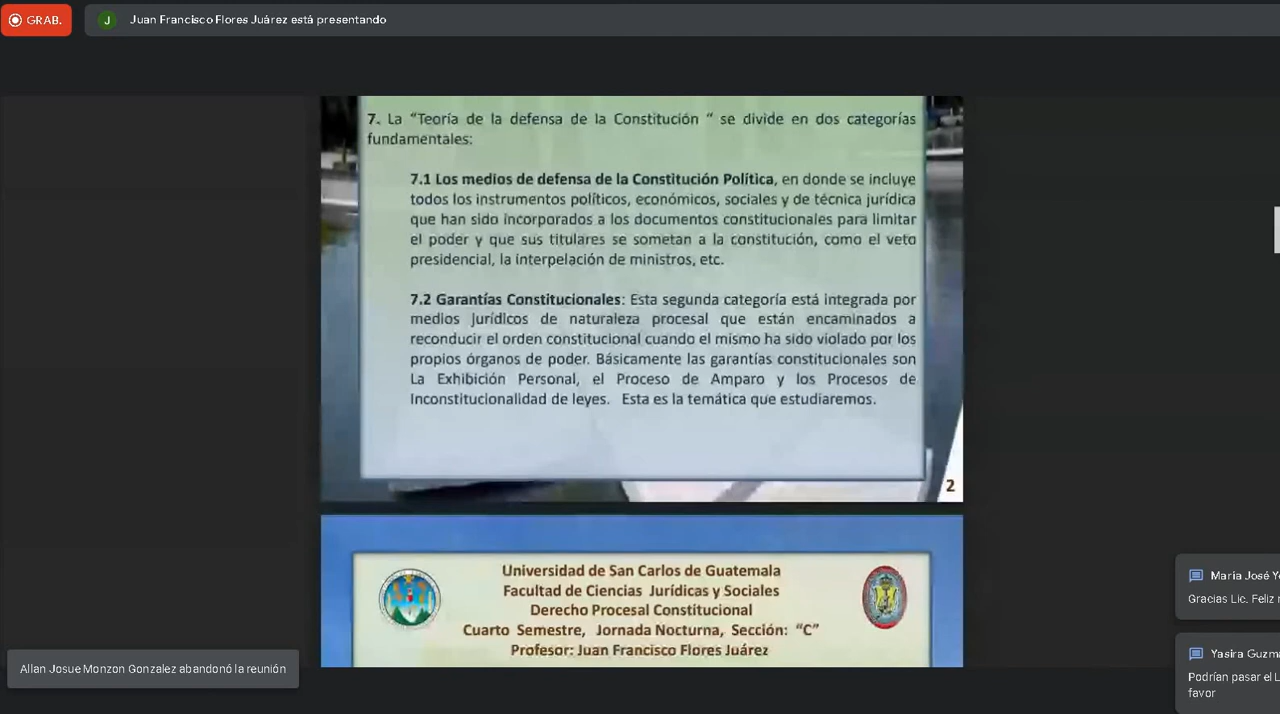 GRAB.
J
Juan Francisco Flores Juárez está presentando
7. La “Teoría de la defensa de la Constitución “ se divide en dos categorías
fundamentales:
7.1 Los medios de defensa de la Constitución Política, en donde se incluye
todos los instrumentos políticos, económicos, sociales y de técnica jurídica
que han sido incorporados a los documentos constitucionales para limitar
el poder y que sus titulares se sometan a la constitución, como el veto
presidencial, la interpelación de ministros, etc.
7.2 Garantías Constitucionales: Esta segunda categoría está integrada por
medios jurídicos de naturaleza procesal que están encaminados a
reconducir el orden constitucional cuando el mismo ha sido violado por los
propios órganos de poder. Básicamente las garantías constitucionales son
La Exhibición Personal, el Proceso de Amparo y los Procesos de
Inconstitucionalidad de leyes. Esta es la temática que estudiaremos.
2
Universidad de San Carlos de Guatemala
Facultad de Ciencias Jurídicas y Sociales
Derecho Procesal Constitucional
Cuarto Semestre, Jornada Nocturna, Sección: “C”
Profesor: Juan Francisco Flores Juárez
Allan Josue Monzon Gonzalez abandonó la reunión
Maria José
Gracias Lic. Feliz
Yasira
Podrían pasar el
favor